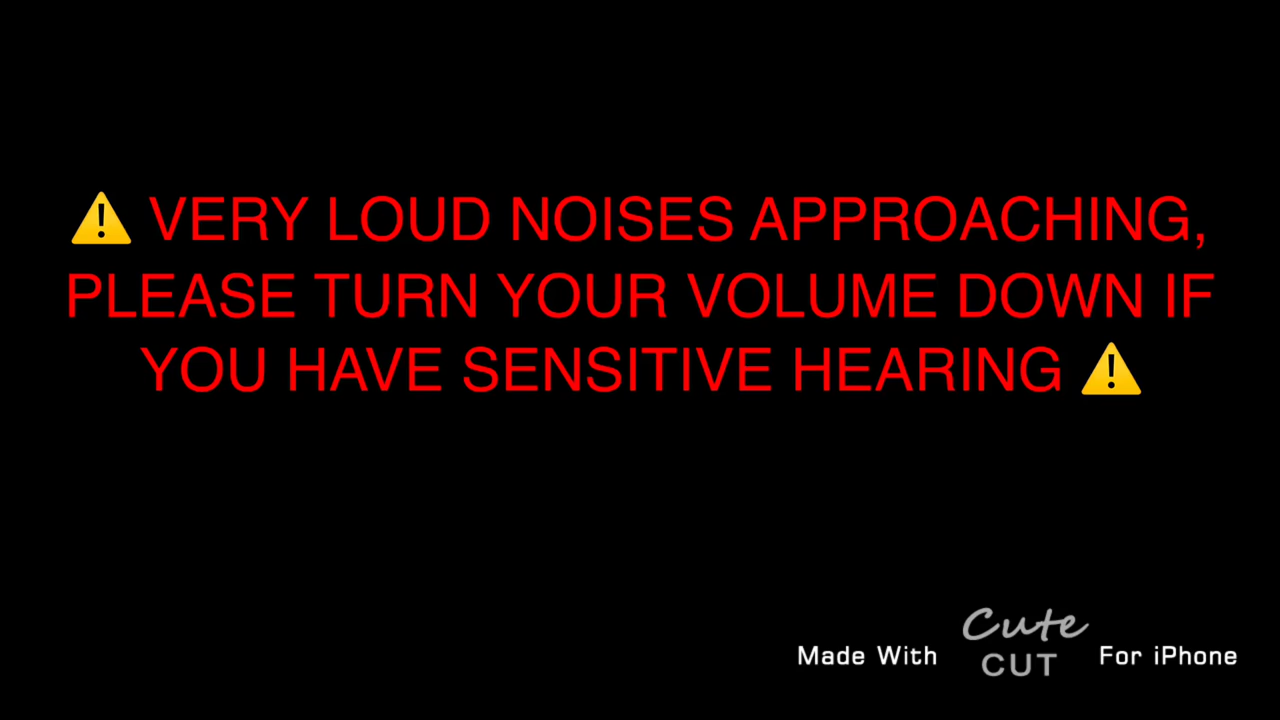 ⚠️ VERY LOUD NOISES APPROACHING,
PLEASE TURN YOUR VOLUME DOWN IF
YOU HAVE SENSITIVE HEARING ⚠️
Made With Cute CUT For iPhone